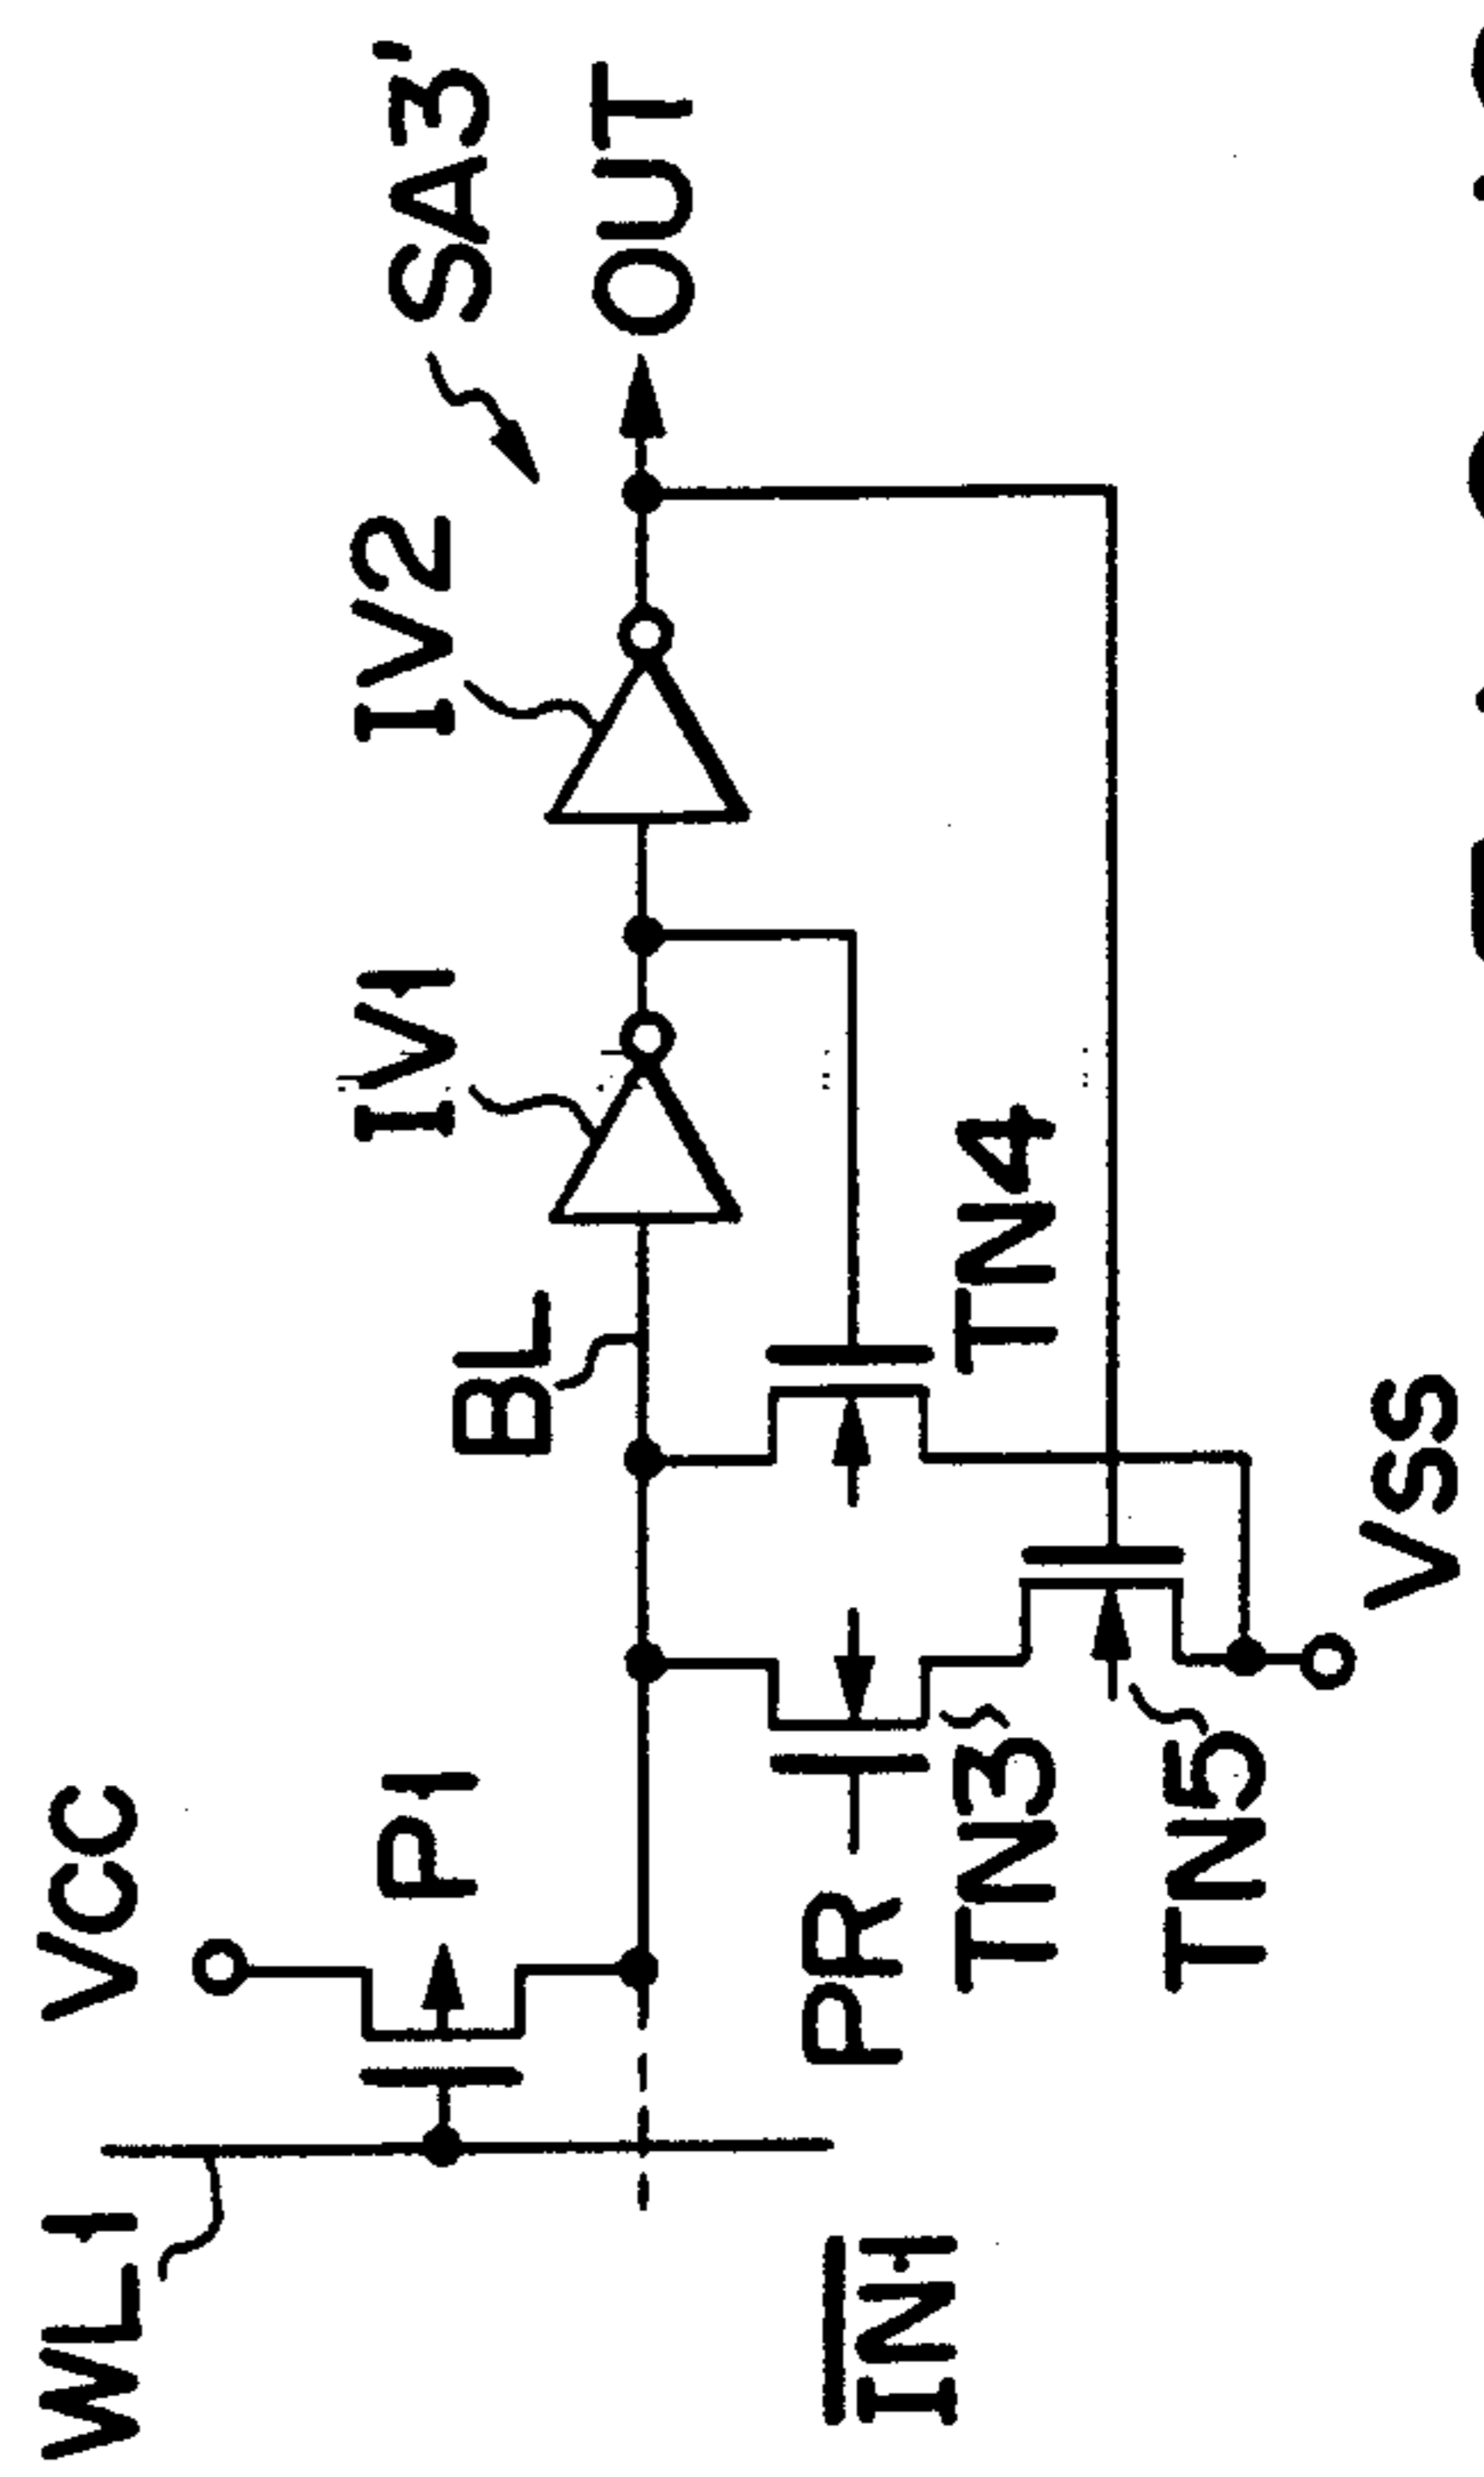 SA3'
OUT
IV2
IV1
BL
TN4
VCC
P1
PR
TN3
TN5
VSS
WL1
IN1